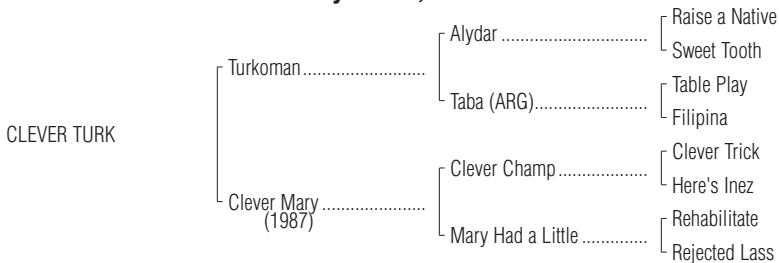 Raise a Native
Alydar ................................
Sweet Tooth
Turkoman ...........................
Table Play
Taba (ARG) .........................
Filipina
CLEVER TURK
Clever Trick
Clever Champ ...................
Here's Inez
Clever Mary .......................
(1987)
Rehabilitate
Mary Had a Little ..............
Rejected Lass